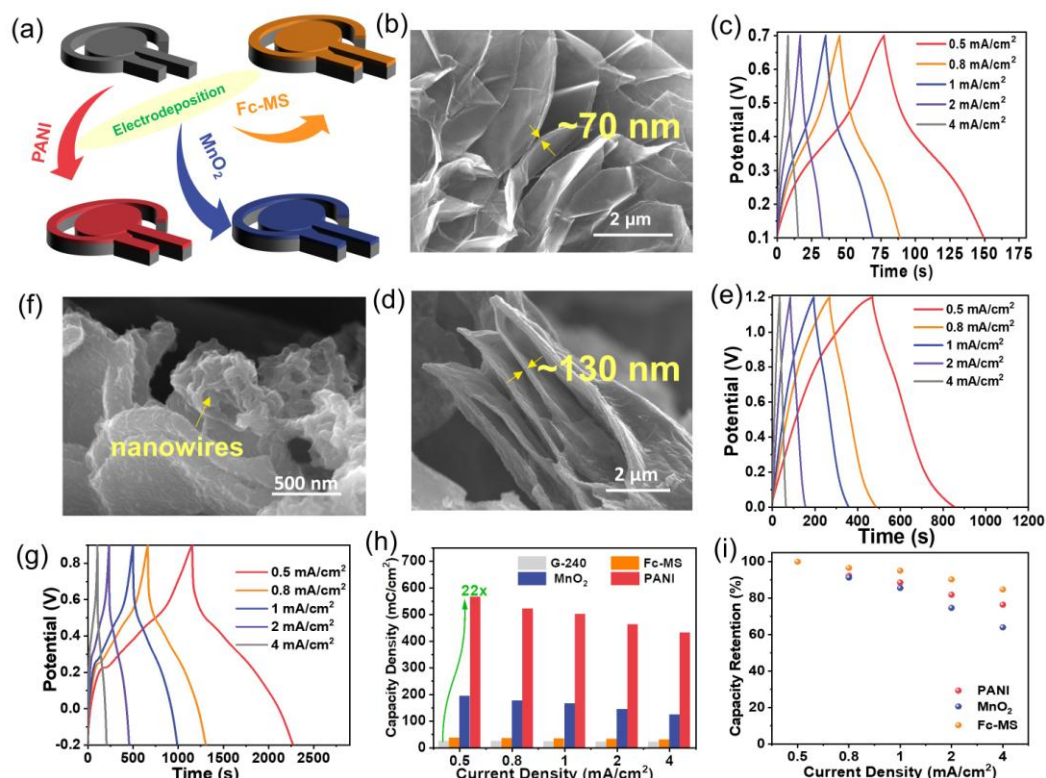 (a)
Electrodeposition
PANI
MnO₂
Fc-MS
(b)
~70 nm
2 μm
(c)
Potential (V)
0.7
0.6
0.5
0.4
0.3
0.2
0.1
0.5 mA/cm²
0.8 mA/cm²
1 mA/cm²
2 mA/cm²
4 mA/cm²
0 25 50 75 100 125 150 175
Time (s)
(f)
nanowires
500 nm
(d)
~130 nm
2 μm
(e)
Potential (V)
1.2
1.0
0.8
0.6
0.4
0.2
0.0
0.5 mA/cm²
0.8 mA/cm²
1 mA/cm²
2 mA/cm²
4 mA/cm²
0 200 400 600 800 1000 1200
Time (s)
(g)
Potential (V)
0.8
0.4
0.0
-0.2
0.5 mA/cm²
0.8 mA/cm²
1 mA/cm²
2 mA/cm²
4 mA/cm²
0 500 1000 1500 2000 2500
Time (s)
(h)
Capacity Density (mC/cm²)
700
600
500
400
300
200
100
0
G-240 Fc-MS
MnO₂ PANI
22x
0.5 0.8 1 2 4
Current Density (mA/cm²)
(i)
Capacity Retention (%)
100
80
60
40
20
0
PANI
MnO₂
Fc-MS
0.5 0.8 1 2 4
Current Density (mA/cm²)